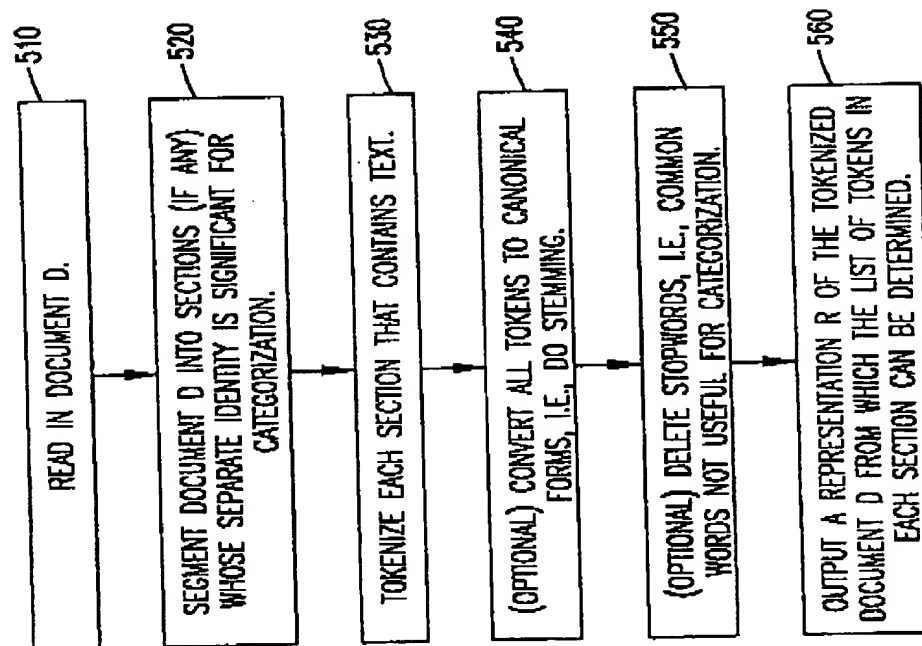 510
READ IN DOCUMENT D.
520
SEGMENT DOCUMENT D INTO SECTIONS (IF ANY)
WHOSE SEPARATE IDENTITY IS SIGNIFICANT FOR
CATEGORIZATION.
530
TOKENIZE EACH SECTION THAT CONTAINS TEXT.
540
(OPTIONAL) CONVERT ALL TOKENS TO CANONICAL
FORMS, I.E., DO STEMMING.
550
(OPTIONAL) DELETE STOPWORDS, I.E., COMMON
WORDS NOT USEFUL FOR CATEGORIZATION.
560
OUTPUT A REPRESENTATION R OF THE TOKENIZED
DOCUMENT D FROM WHICH THE LIST OF TOKENS IN
EACH SECTION CAN BE DETERMINED.